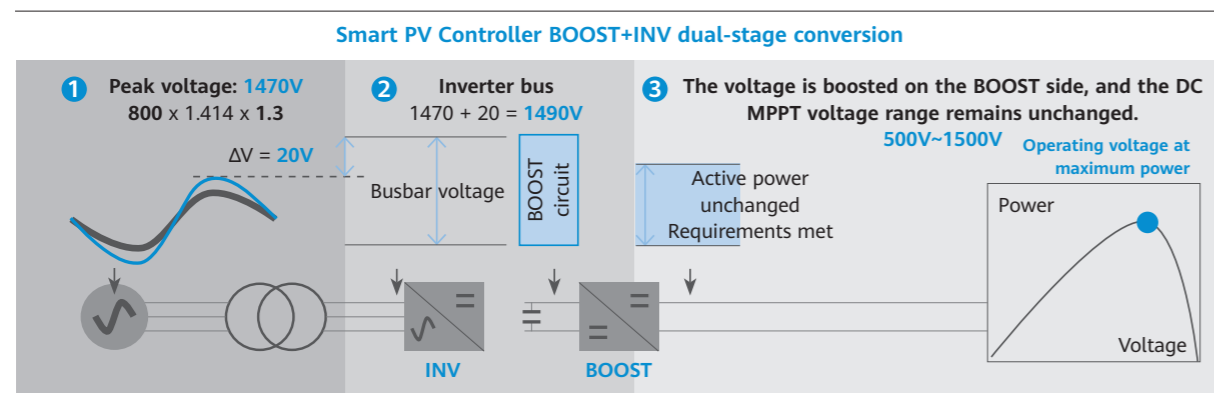 Smart PV Controller BOOST+INV dual-stage conversion
1
Peak voltage: 1470V
800 x 1.414 x 1.3
ΔV = 20V
2
Inverter bus
1470 + 20 = 1490V
Busbar voltage
BOOST
circuit
3
The voltage is boosted on the BOOST side, and the DC
MPPT voltage range remains unchanged.
500V~1500V
Operating voltage at
maximum power
Active power
unchanged
Requirements met
Power
Voltage
INV
BOOST